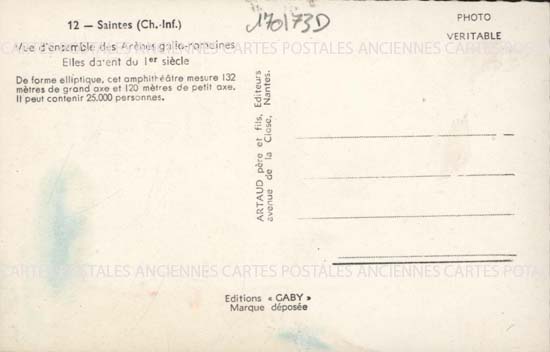 12 — Saintes (Ch.-Inf.)
Vue d'ensemble des Arènes gallo-romaines
Elles datent du 1er siècle
De forme elliptique, cet amphithéâtre mesure 132
mètres de grand axe et 120 mètres de petit axe.
Il peut contenir 25.000 personnes.
170173D
PHOTO
VERITABLE
ARTAUD père et fils, Editeurs
avenue de la Close, Nantes.
CARTES POSTALES ANCIENNES CARTES POSTALES ANCIENNES CARTES POS
POSTALES ANCIENNES CARTES POSTALES ANCIENNES CARTES POTA
Editions « GABY »
Marque déposée